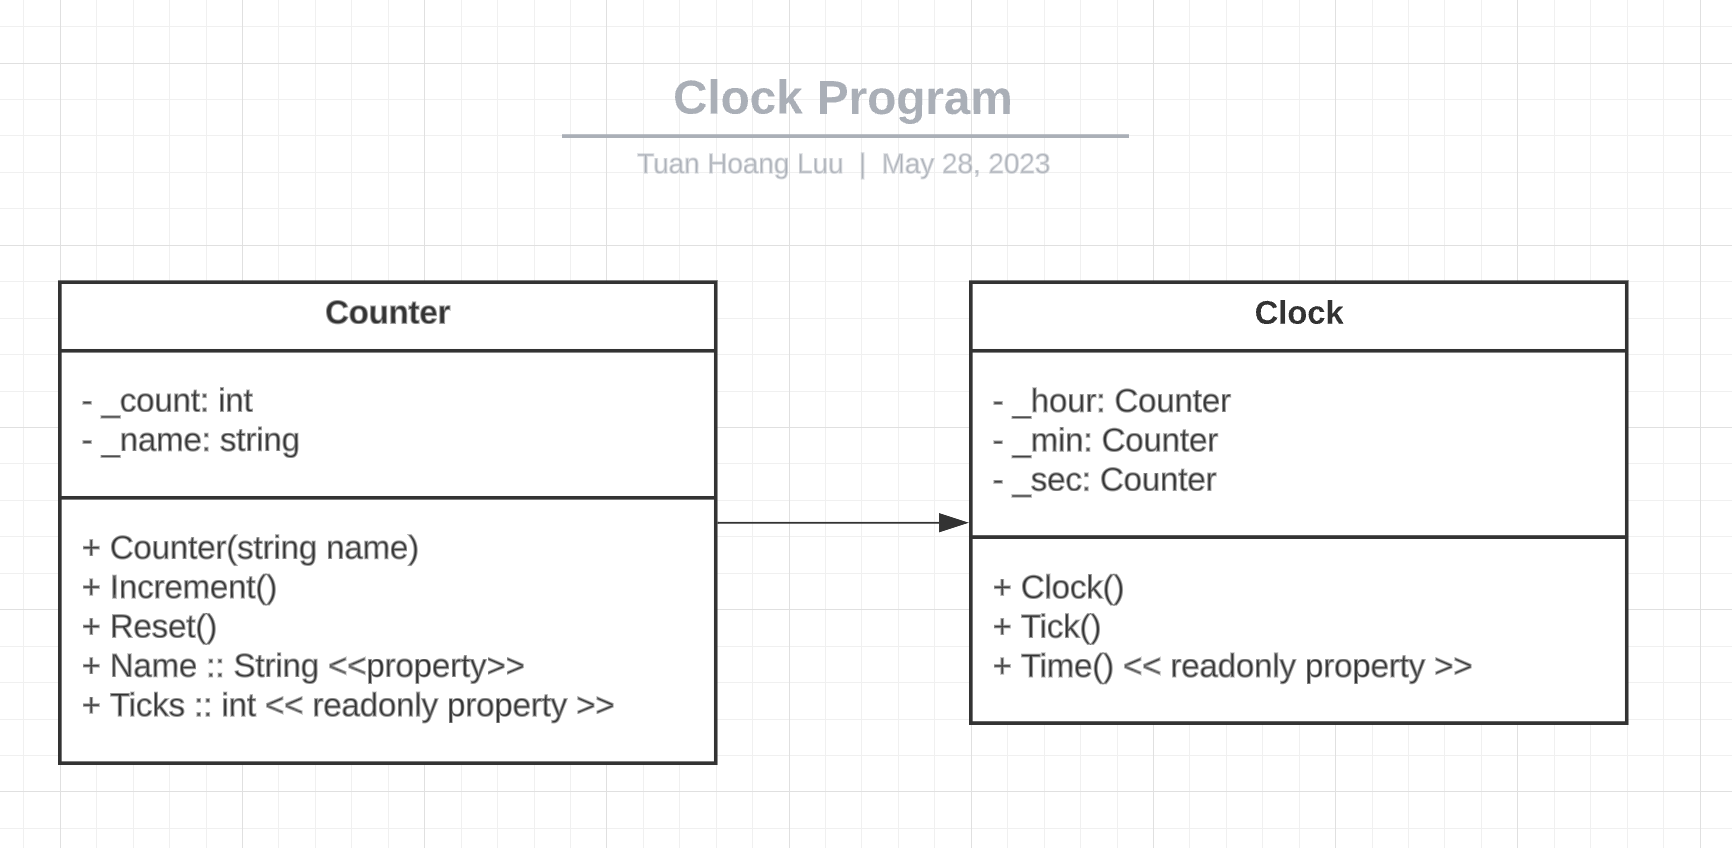 Clock Program
Tuan Hoang Luu | May 28, 2023
Counter
- _count: int
- _name: string
+ Counter(string name)
+ Increment()
+ Reset()
+ Name :: String <<property>>
+ Ticks :: int << readonly property >>
Clock
- _hour: Counter
- _min: Counter
- _sec: Counter
+ Clock()
+ Tick()
+ Time() << readonly property >>